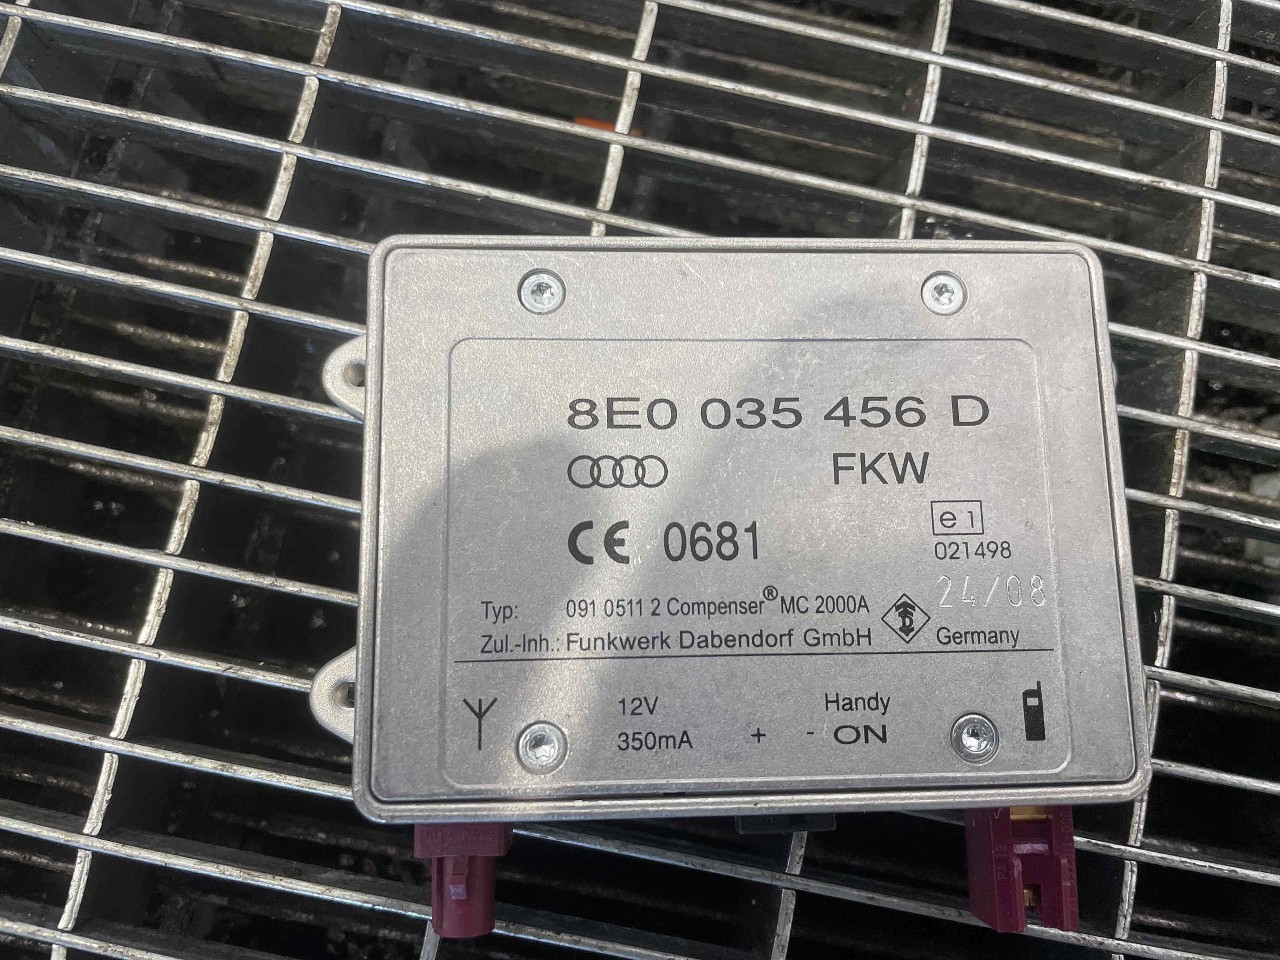 8E0 035 456 D
FKW
CE 0681
e1
021498
24/08
Typ: 091 0511 2 Compenser® MC 2000A
Zul.-Inh.: Funkwerk Dabendorf GmbH Germany
12V Handy
350mA + - ON